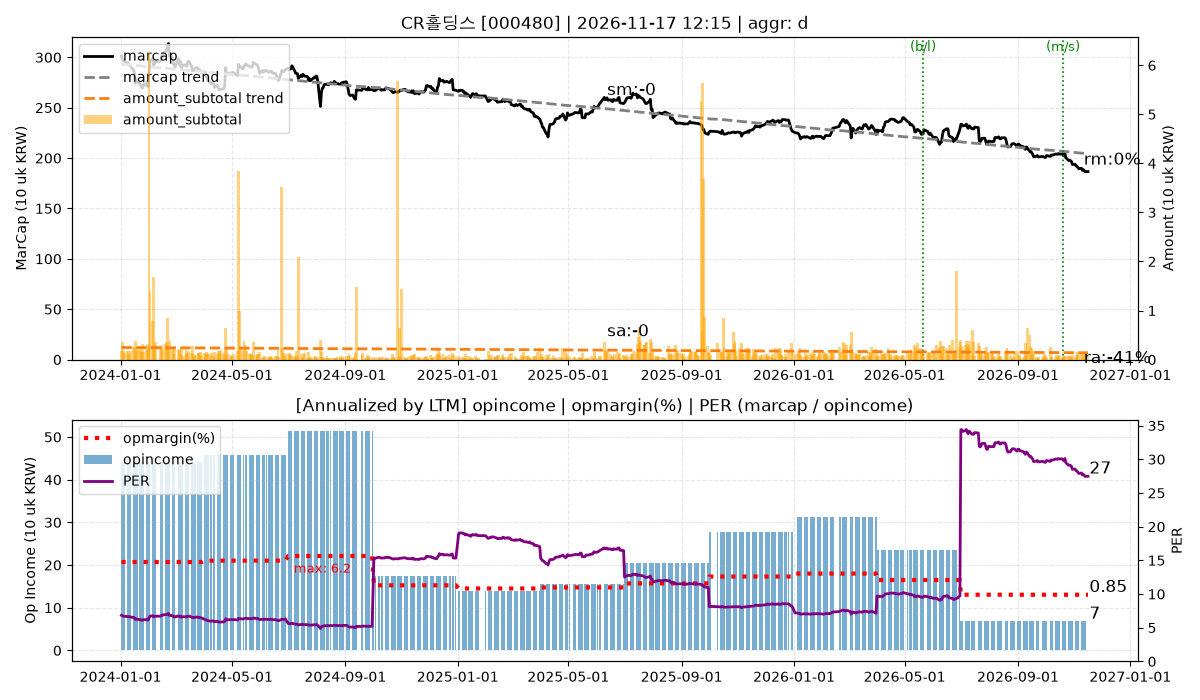 CR홀딩스 [000480] | 2026-11-17 12:15 | aggr: d
(b/l)
(m/s)
marcap
marcap trend
amount_subtotal trend
amount_subtotal
sm:-0
rm:0%
sa:-0
ra:-41%
MarCap (10 uk KRW)
300
250
200
150
100
50
0
Amount (10 uk KRW)
6
5
4
3
2
1
0
2024-01-01 2024-05-01 2024-09-01 2025-01-01 2025-05-01 2025-09-01 2026-01-01 2026-05-01 2026-09-01 2027-01-01
[Annualized by LTM] opincome | opmargin(%) | PER (marcap / opincome)
opmargin(%)
opincome
PER
max: 6.2
27
0.85
7
Op Income (10 uk KRW)
50
40
30
20
10
0
PER
35
30
25
20
15
10
5
0
2024-01-01 2024-05-01 2024-09-01 2025-01-01 2025-05-01 2025-09-01 2026-01-01 2026-05-01 2026-09-01 2027-01-01